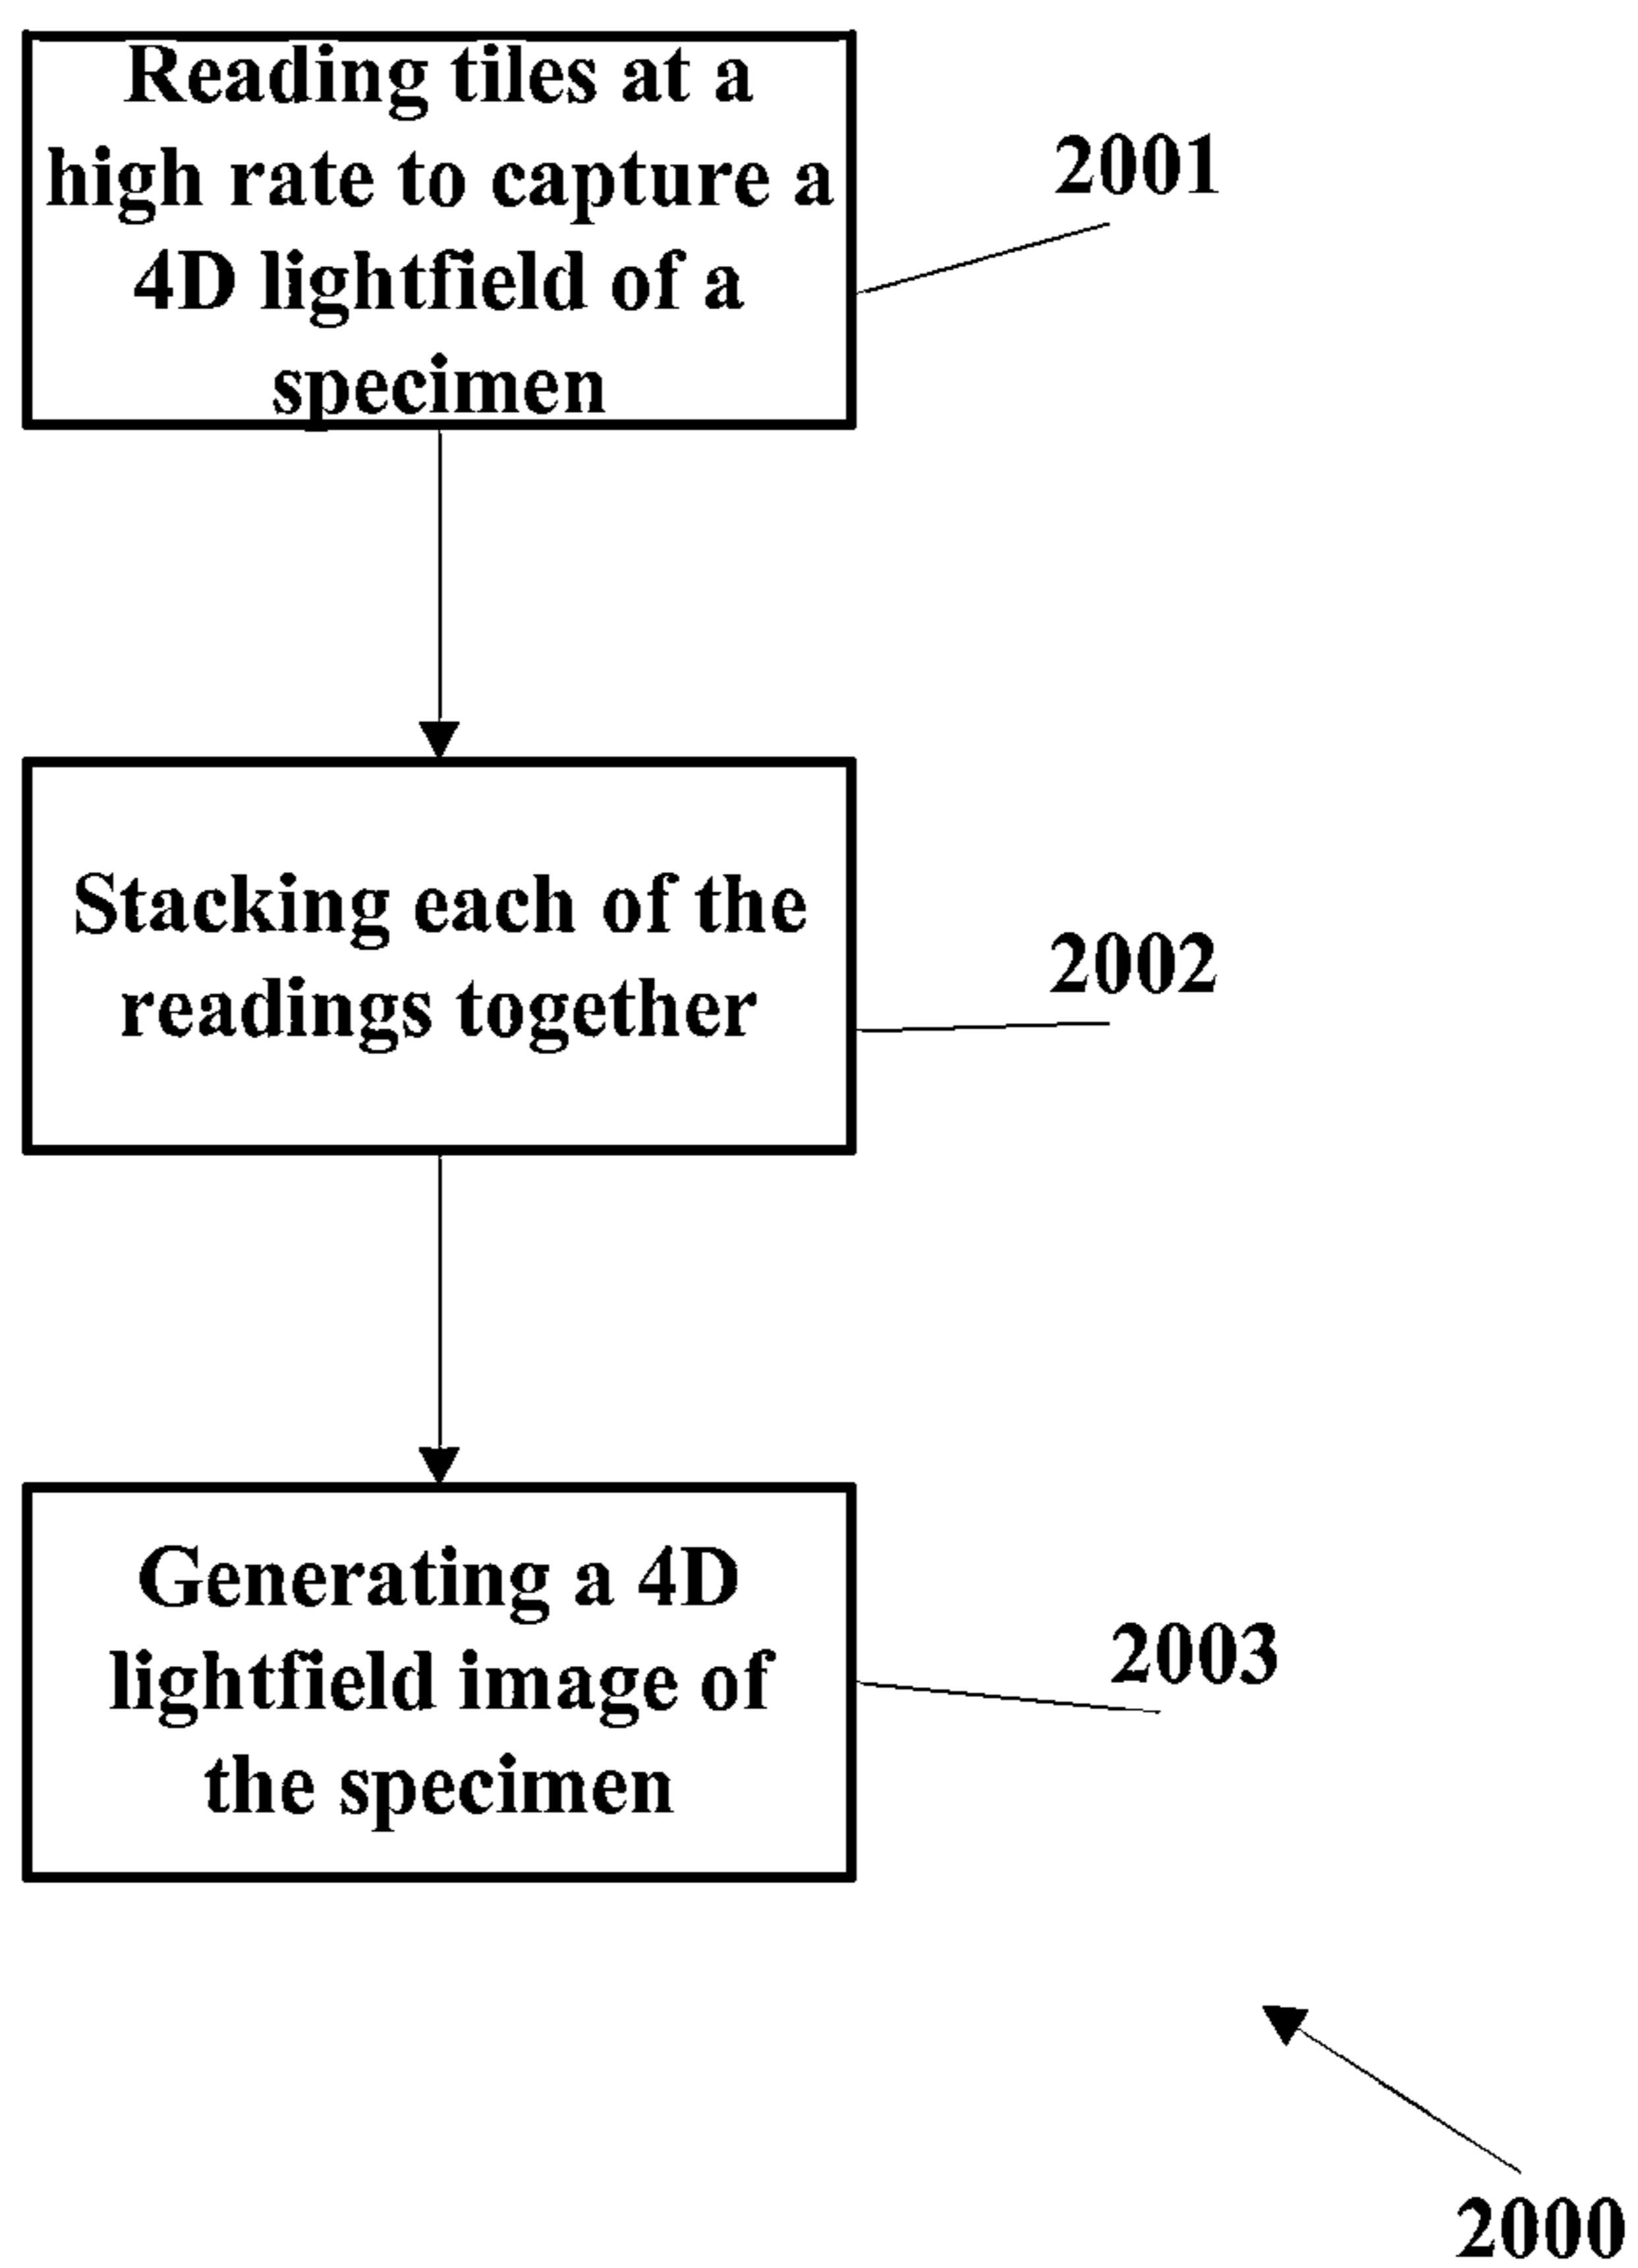 Reading tiles at a
high rate to capture a
4D lightfield of a
specimen
2001
Stacking each of the
readings together
2002
Generating a 4D
lightfield image of
the specimen
2003
2000